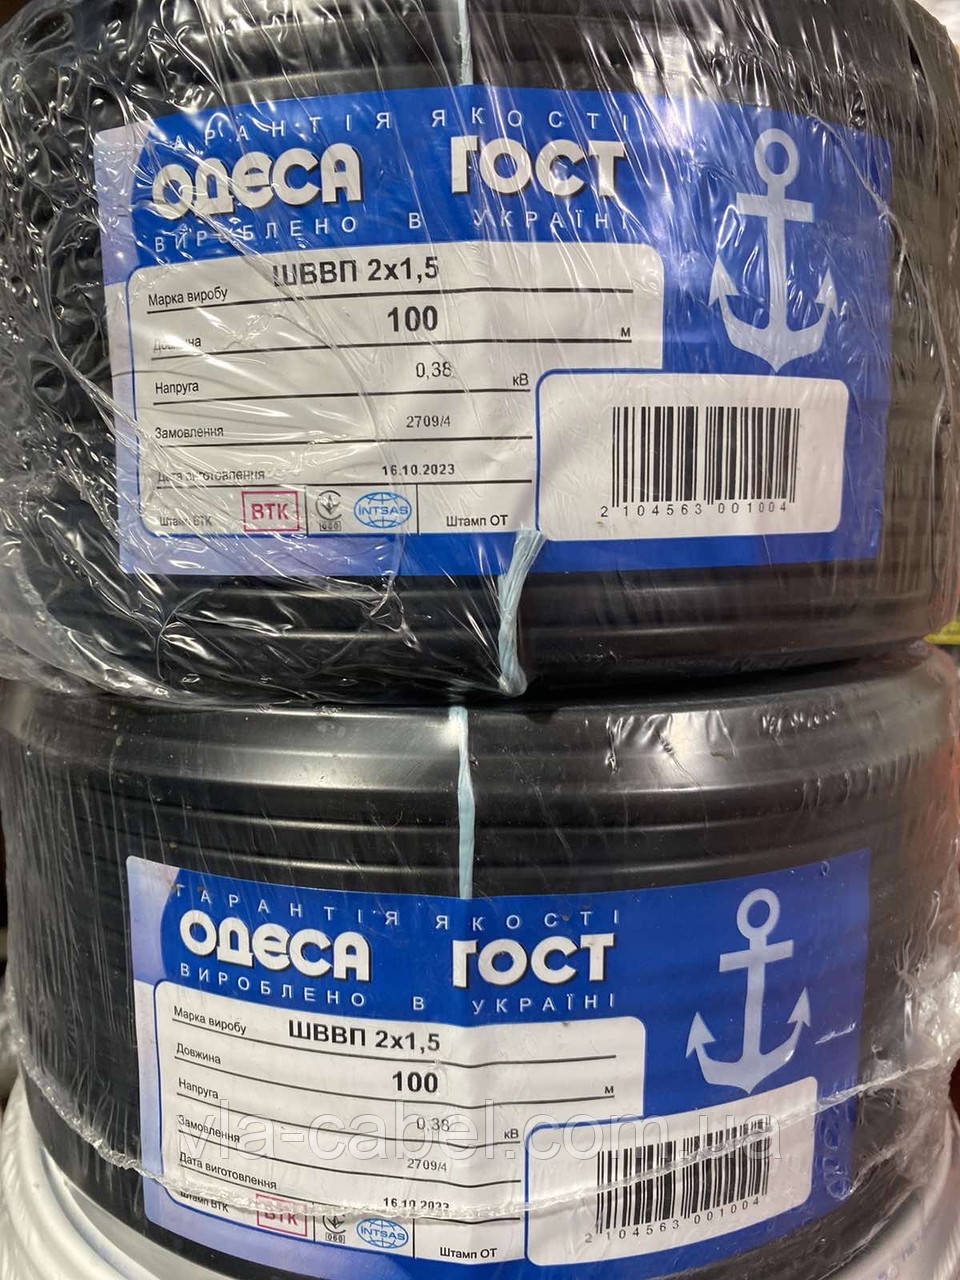 ГАРАНТІЯ ЯКОСТІ
ОДЕСА ГОСТ
ВИРОБЛЕНО В УКРАЇНІ
Марка виробу ШВВП 2х1,5
Довжина 100 м
Напруга 0,38 кВ
Замовлення 2709/4
Дата виготовлення 16.10.2023
Штамп ВТК ВТК 060 INTSAS Штамп ОТ
2 104563 001004
ГАРАНТІЯ ЯКОСТІ
ОДЕСА ГОСТ
ВИРОБЛЕНО В УКРАЇНІ
Марка виробу ШВВП 2х1,5
Довжина 100 м
Напруга 0,38 кВ
Замовлення 2709/4
Дата виготовлення 16.10.2023
Штамп ВТК ВТК 060 INTSAS Штамп ОТ
2 104563 001004
via-cabel.com.ua